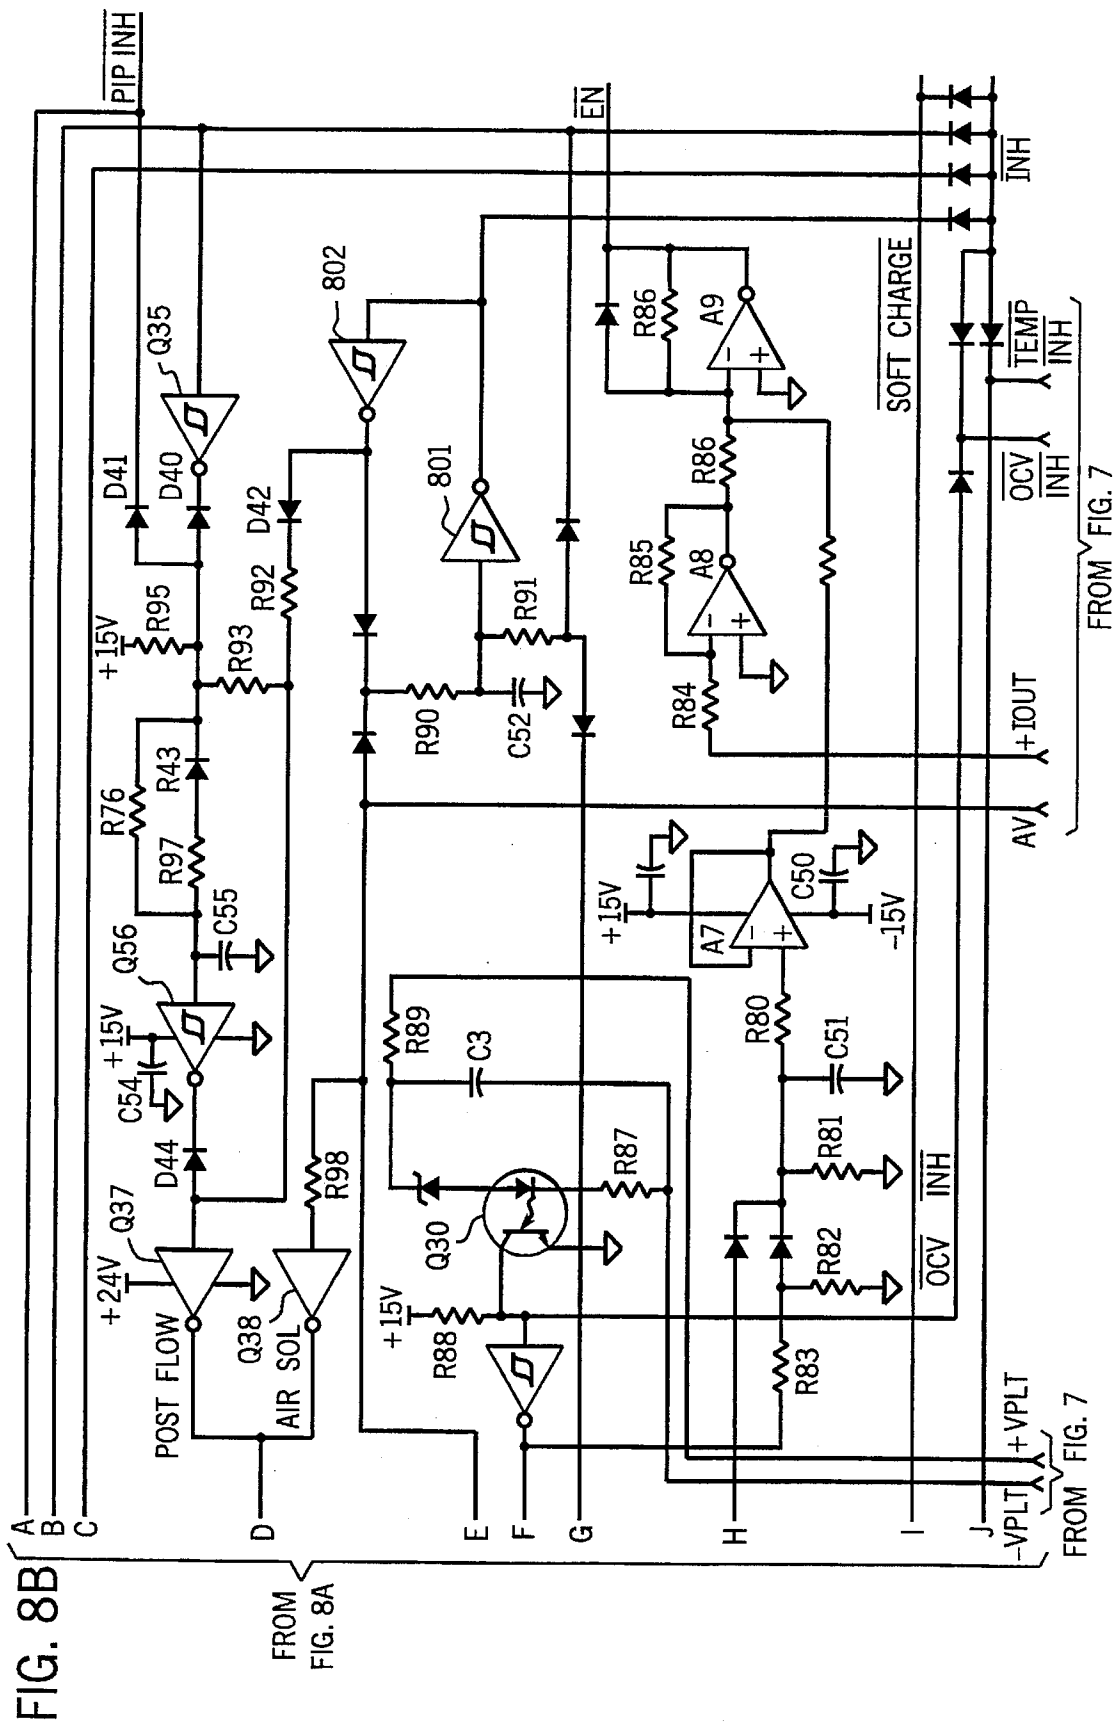 FIG. 8B
FROM
FIG. 8A
A
B
C
D
E
F
G
H
I
J
PIP INH
POST FLOW
+24V
Q37
D44
C54
+15V
Q56
C55
R97
R76
R43
+15V
R95
R93
D41
D40
Q35
R92
D42
802
AIR SOL
Q38
R98
+15V
R88
Q30
R87
C3
R89
R90
C52
R91
801
EN
R83
R82
R81
C51
R80
A7
- +
+15V
C50
-15V
R84
R85
A8
- +
R86
R86
A9
- +
OCV INH
SOFT CHARGE
INH
-VPLT
+VPLT
FROM FIG. 7
AV
+IOUT
OCV
INH
TEMP
INH
FROM FIG. 7